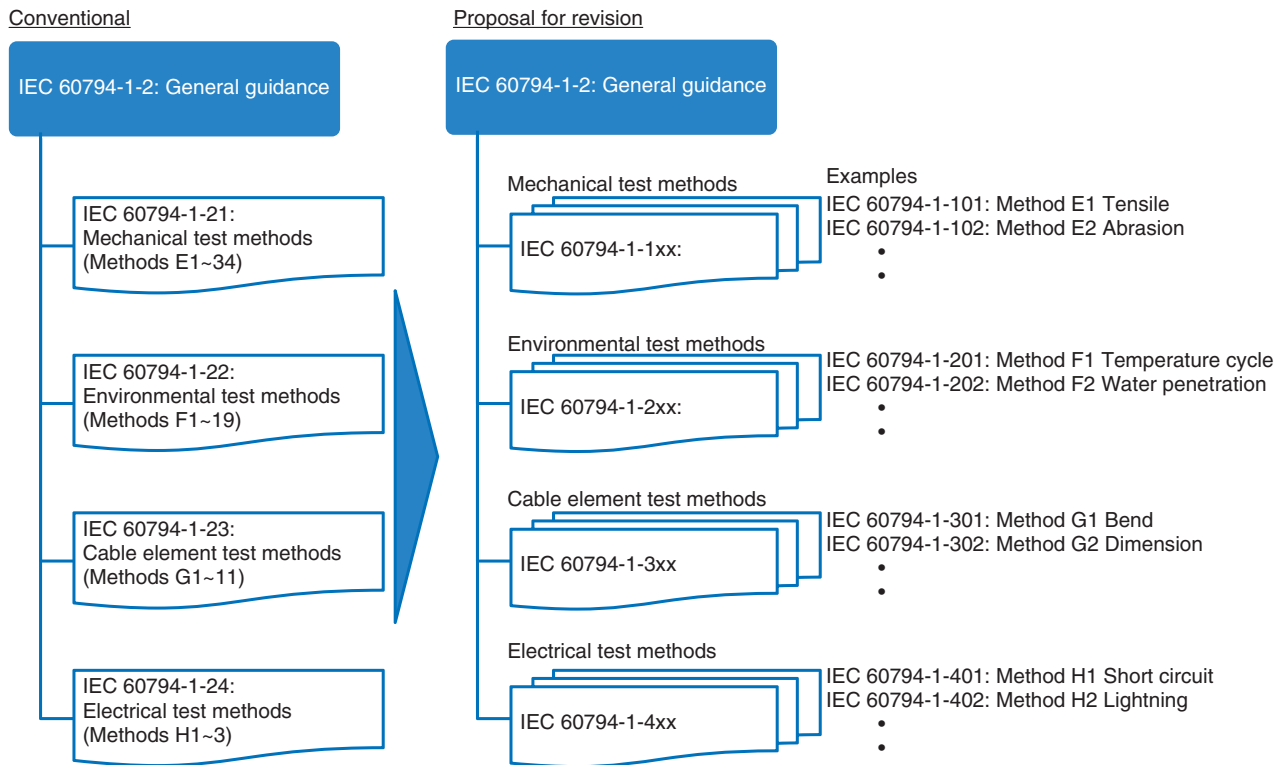 Conventional
IEC 60794-1-2: General guidance
IEC 60794-1-21:
Mechanical test methods
(Methods E1~34)
IEC 60794-1-22:
Environmental test methods
(Methods F1~19)
IEC 60794-1-23:
Cable element test methods
(Methods G1~11)
IEC 60794-1-24:
Electrical test methods
(Methods H1~3)
Proposal for revision
IEC 60794-1-2: General guidance
Mechanical test methods
IEC 60794-1-1xx:
Examples
IEC 60794-1-101: Method E1 Tensile
IEC 60794-1-102: Method E2 Abrasion
•
•
Environmental test methods
IEC 60794-1-2xx:
IEC 60794-1-201: Method F1 Temperature cycle
IEC 60794-1-202: Method F2 Water penetration
•
•
Cable element test methods
IEC 60794-1-3xx
IEC 60794-1-301: Method G1 Bend
IEC 60794-1-302: Method G2 Dimension
•
•
Electrical test methods
IEC 60794-1-4xx
IEC 60794-1-401: Method H1 Short circuit
IEC 60794-1-402: Method H2 Lightning
•
•